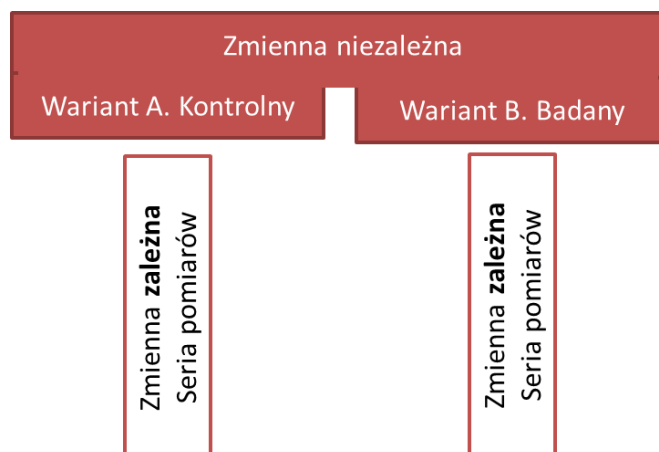 Zmienna niezależna
Wariant A. Kontrolny
Wariant B. Badany
Zmienna zależna
Seria pomiarów
Zmienna zależna
Seria pomiarów